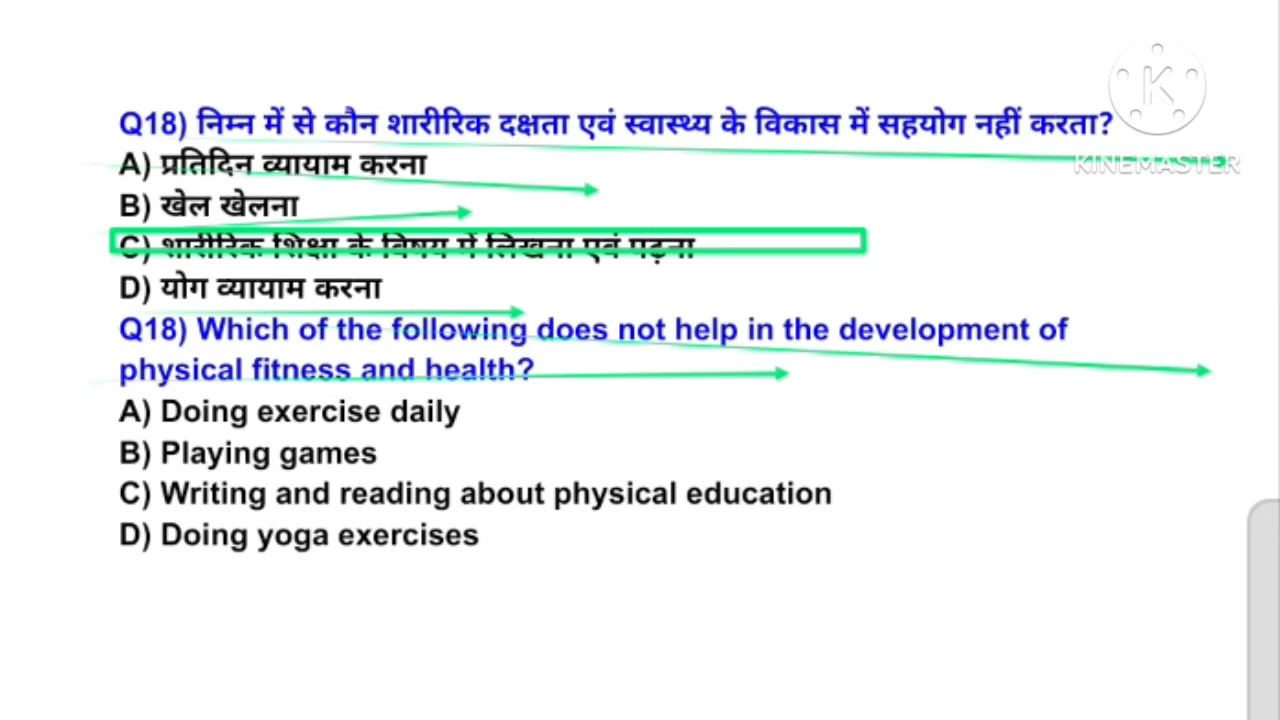 Q18) निम्न में से कौन शारीरिक दक्षता एवं स्वास्थ्य के विकास में सहयोग नहीं करता?
KINEMASTER
A) प्रतिदिन व्यायाम करना
B) खेल खेलना
C) शारीरिक शिक्षा के विषय में लिखना एवं पढ़ना
D) योग व्यायाम करना
Q18) Which of the following does not help in the development of
physical fitness and health?
A) Doing exercise daily
B) Playing games
C) Writing and reading about physical education
D) Doing yoga exercises